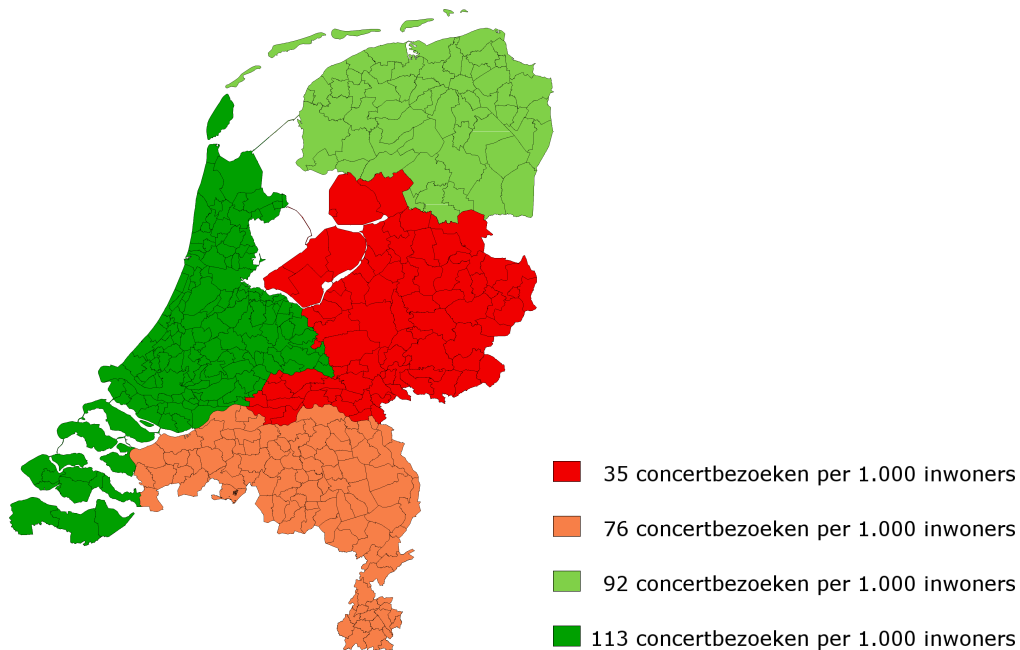 35 concertbezoeken per 1.000 inwoners
76 concertbezoeken per 1.000 inwoners
92 concertbezoeken per 1.000 inwoners
113 concertbezoeken per 1.000 inwoners